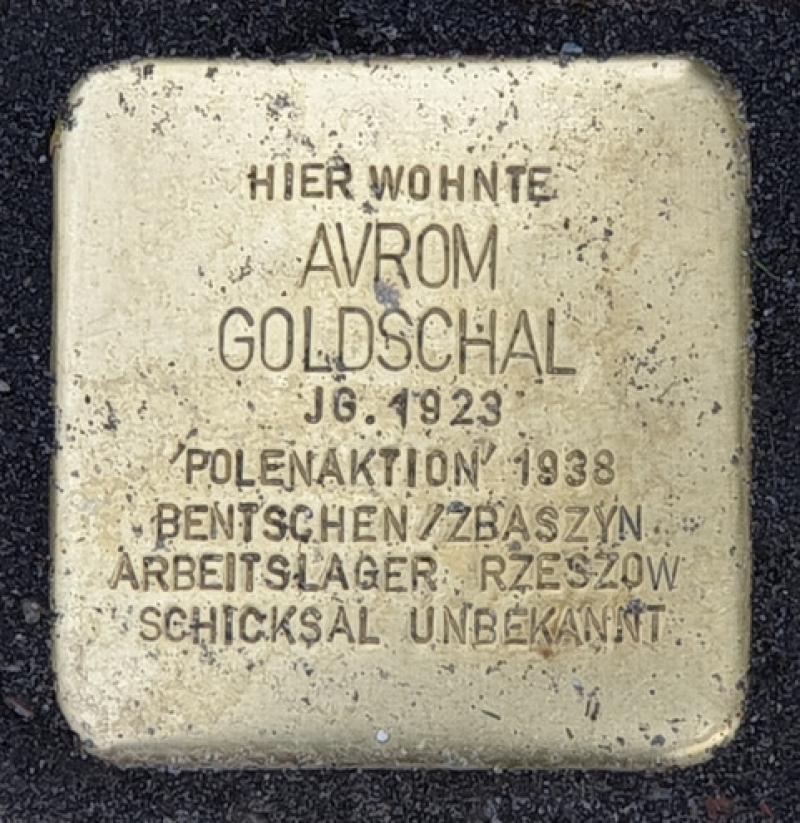 HIER WOHNTE
AVROM
GOLDSCHAL
JG. 1923
'POLENAKTION' 1938
BENTSCHEN/ZBASZYN
ARBEITSLAGER RZESZOW
SCHICKSAL UNBEKANNT